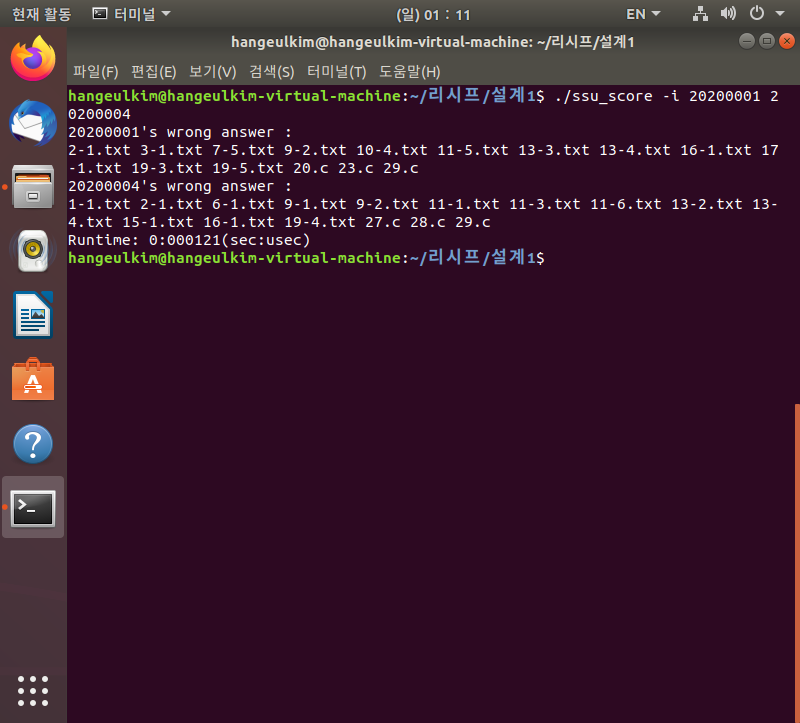 현재 활동 터미널 (일) 01 : 11 EN
hangeulkim@hangeulkim-virtual-machine: ~/리시프/설계1
파일(F) 편집(E) 보기(V) 검색(S) 터미널(T) 도움말(H)
hangeulkim@hangeulkim-virtual-machine:~/리시프/설계1$ ./ssu_score -i 20200001 2
0200004
20200001's wrong answer :
2-1.txt 3-1.txt 7-5.txt 9-2.txt 10-4.txt 11-5.txt 13-3.txt 13-4.txt 16-1.txt 17
-1.txt 19-3.txt 19-5.txt 20.c 23.c 29.c
20200004's wrong answer :
1-1.txt 2-1.txt 6-1.txt 9-1.txt 9-2.txt 11-1.txt 11-3.txt 11-6.txt 13-2.txt 13-
4.txt 15-1.txt 16-1.txt 19-4.txt 27.c 28.c 29.c
Runtime: 0:000121(sec:usec)
hangeulkim@hangeulkim-virtual-machine:~/리시프/설계1$